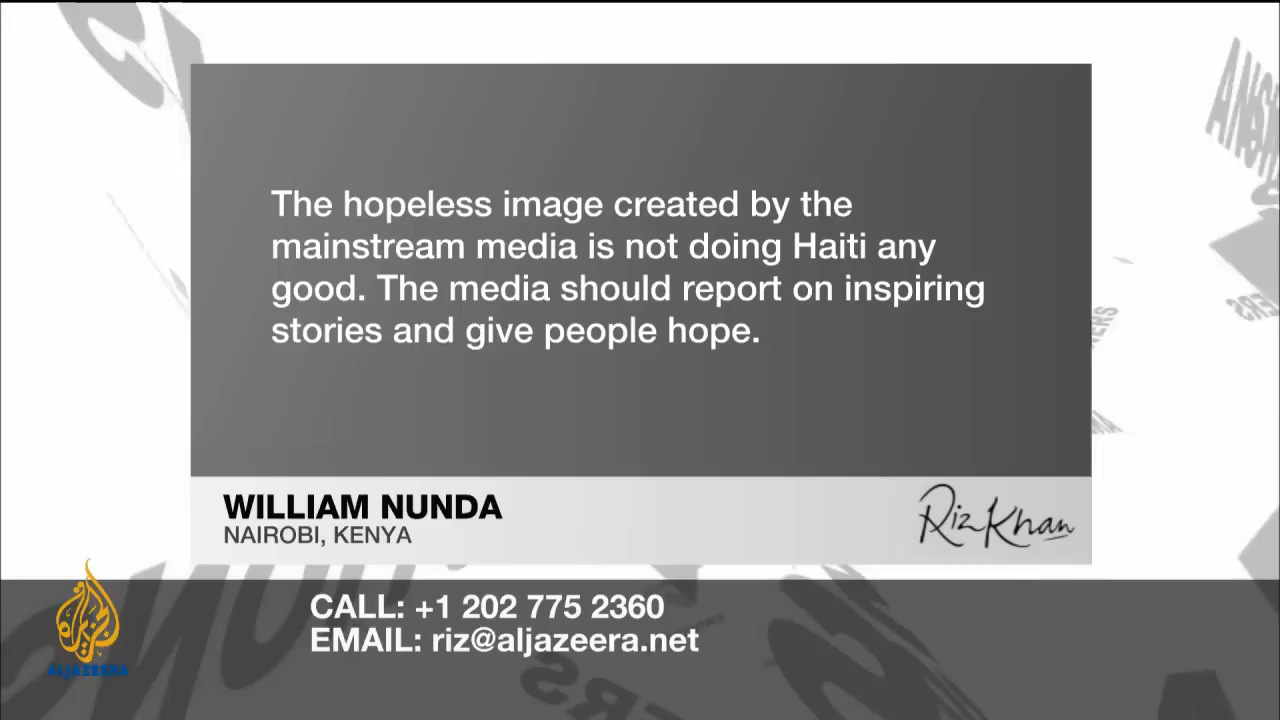 The hopeless image created by the
mainstream media is not doing Haiti any
good. The media should report on inspiring
stories and give people hope.
WILLIAM NUNDA
NAIROBI, KENYA
Riz Khan
CALL: +1 202 775 2360
EMAIL: riz@aljazeera.net
ALJAZEERA